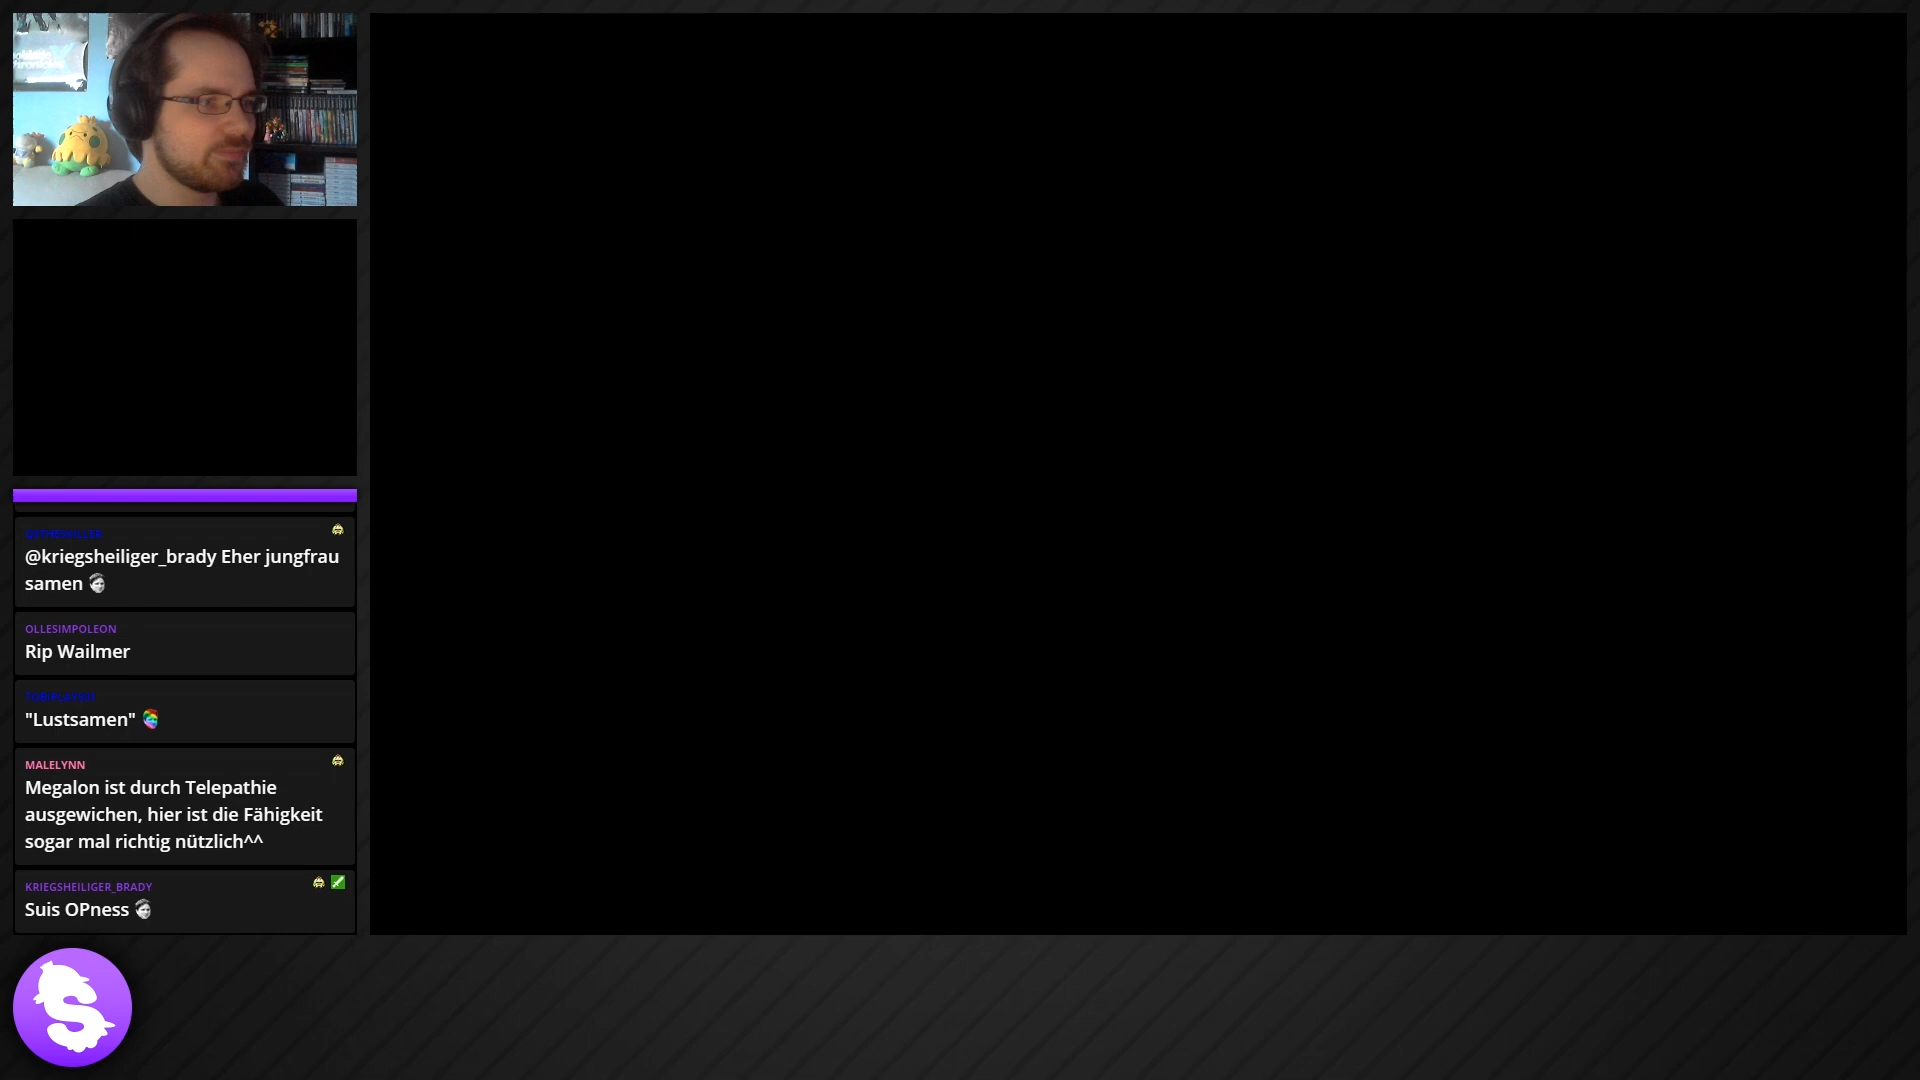 @kriegsheiliger_brady Eher jungfrau
samen
OLLESIMPOLEON
Rip Wailmer
"Lustsamen"
MALELYNN
Megalon ist durch Telepathie
ausgewichen, hier ist die Fähigkeit
sogar mal richtig nützlich^^
KRIEGSHEILIGER_BRADY
Suis OPness